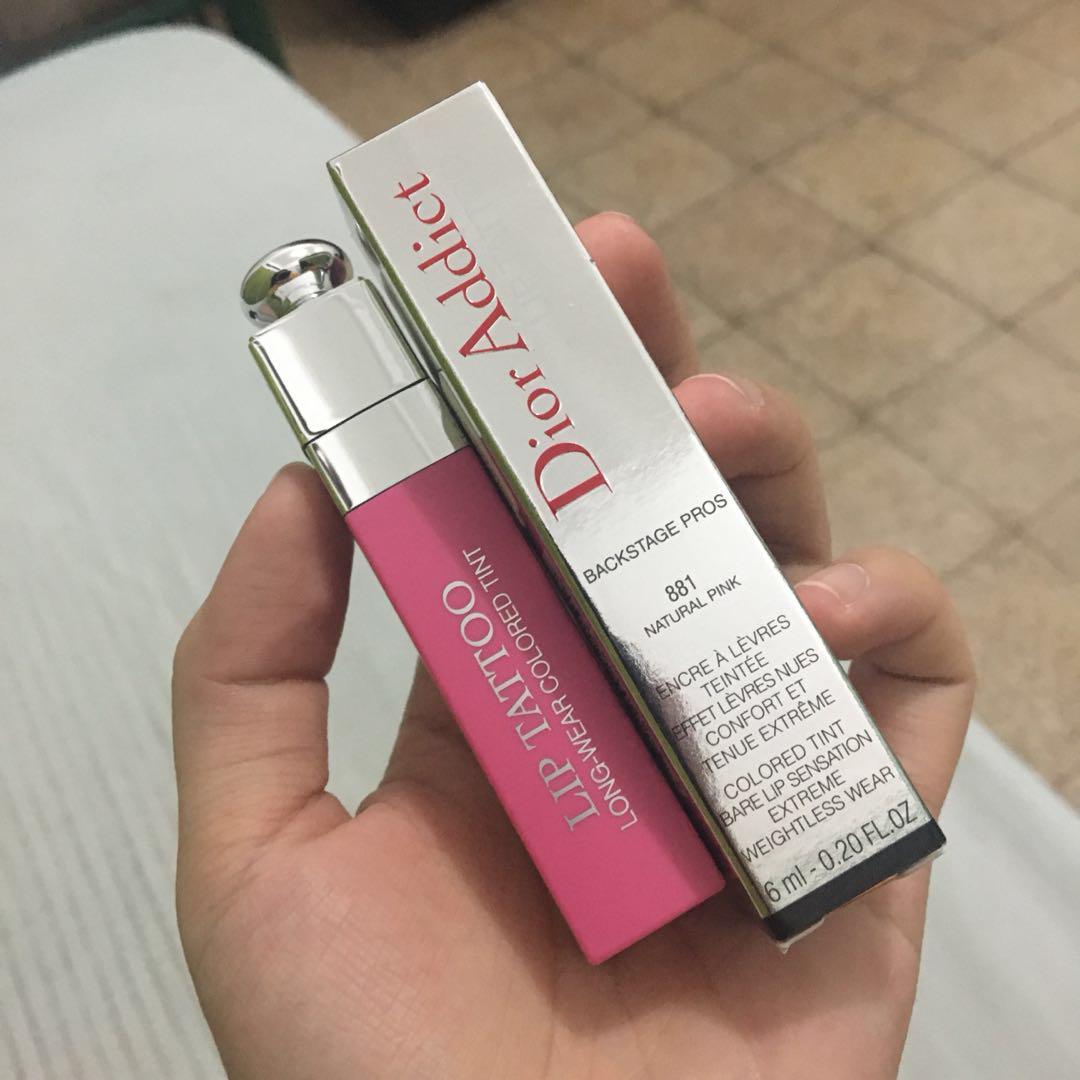 LIP TATTOO
LONG-WEAR COLORED TINT
Dior Addict
BACKSTAGE PROS
881
NATURAL PINK
ENCRE À LÈVRES
TEINTÉE
EFFET LÈVRES NUES
CONFORT ET
TENUE EXTRÊME
COLORED TINT
BARE LIP SENSATION
EXTREME
WEIGHTLESS WEAR
6 ml - 0.20 FL.OZ